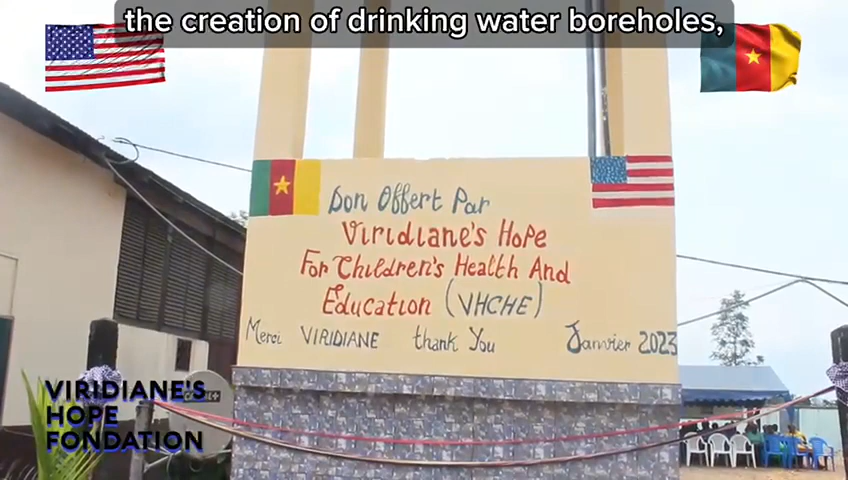 the creation of drinking water boreholes,
Don Offert Par
Viridiane's Hope
For Children's Health And
Education (VHCHE)
Merci VIRIDIANE thank You Janvier 2023
VIRIDIANE'S
HOPE
FONDATION